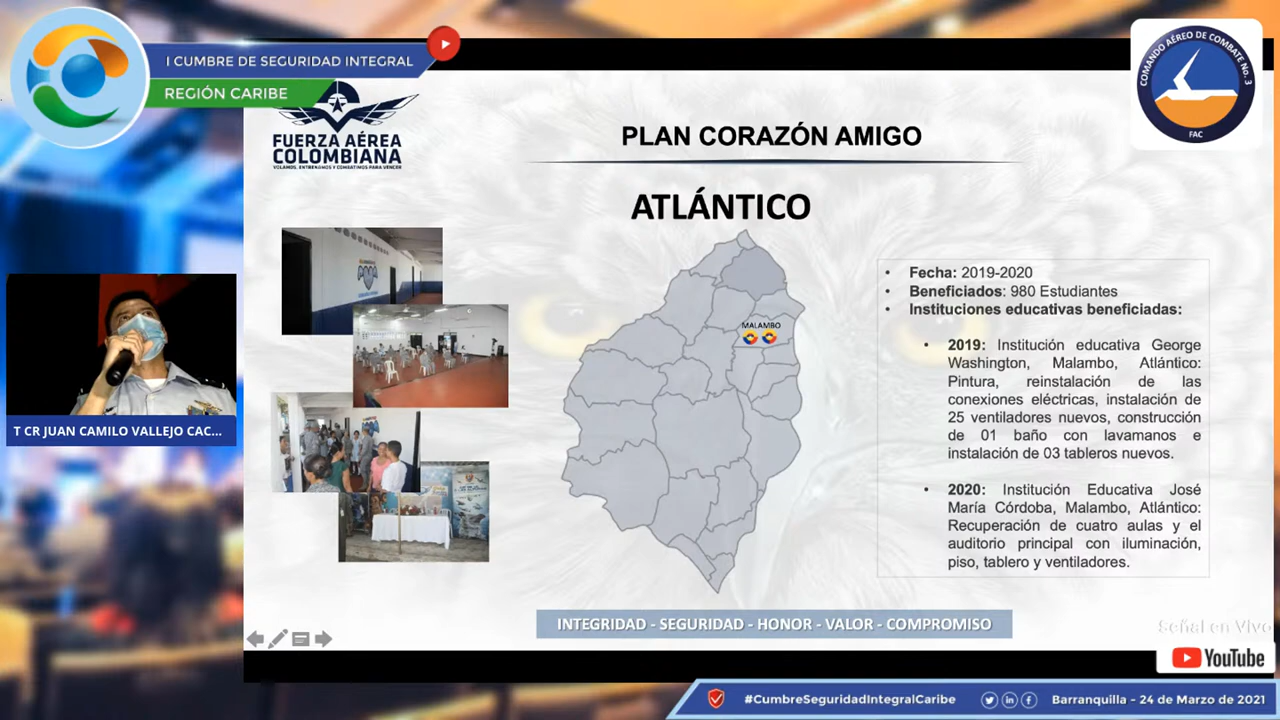 I CUMBRE DE SEGURIDAD INTEGRAL
REGIÓN CARIBE
FUERZA AÉREA
COLOMBIANA
VOLAMOS, ENTRENAMOS Y COMBATIMOS PARA VENCER
COMANDO AÉREO DE COMBATE No. 3
FAC
PLAN CORAZÓN AMIGO
ATLÁNTICO
MALAMBO
• Fecha: 2019-2020
• Beneficiados: 980 Estudiantes
• Instituciones educativas beneficiadas:
• 2019: Institución educativa George
Washington, Malambo, Atlántico:
Pintura, reinstalación de las
conexiones eléctricas, instalación de
25 ventiladores nuevos, construcción
de 01 baño con lavamanos e
instalación de 03 tableros nuevos.
• 2020: Institución Educativa José
María Córdoba, Malambo, Atlántico:
Recuperación de cuatro aulas y el
auditorio principal con iluminación,
piso, tablero y ventiladores.
T CR JUAN CAMILO VALLEJO CAC...
INTEGRIDAD - SEGURIDAD - HONOR - VALOR - COMPROMISO
Señal en Vivo
YouTube
#CumbreSeguridadIntegralCaribe
Barranquilla - 24 de Marzo de 2021